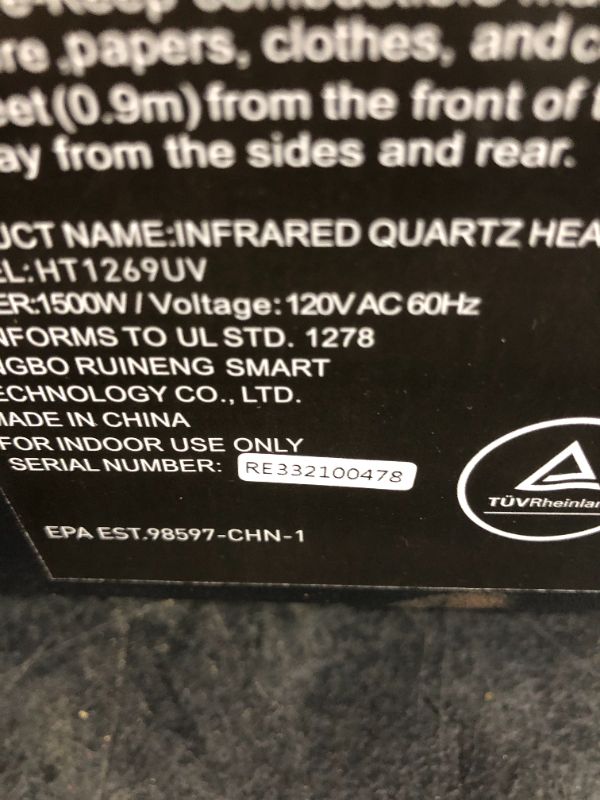 re ,papers, clothes, and c
eet(0.9m) from the front of t
ay from the sides and rear.
UCT NAME:INFRARED QUARTZ HEA
EL:HT1269UV
ER:1500W / Voltage:120V AC 60Hz
NFORMS TO UL STD. 1278
NGBO RUINENG SMART
ECHNOLOGY CO., LTD.
MADE IN CHINA
FOR INDOOR USE ONLY
SERIAL NUMBER: RE332100478
TÜVRheinlan
EPA EST.98597-CHN-1